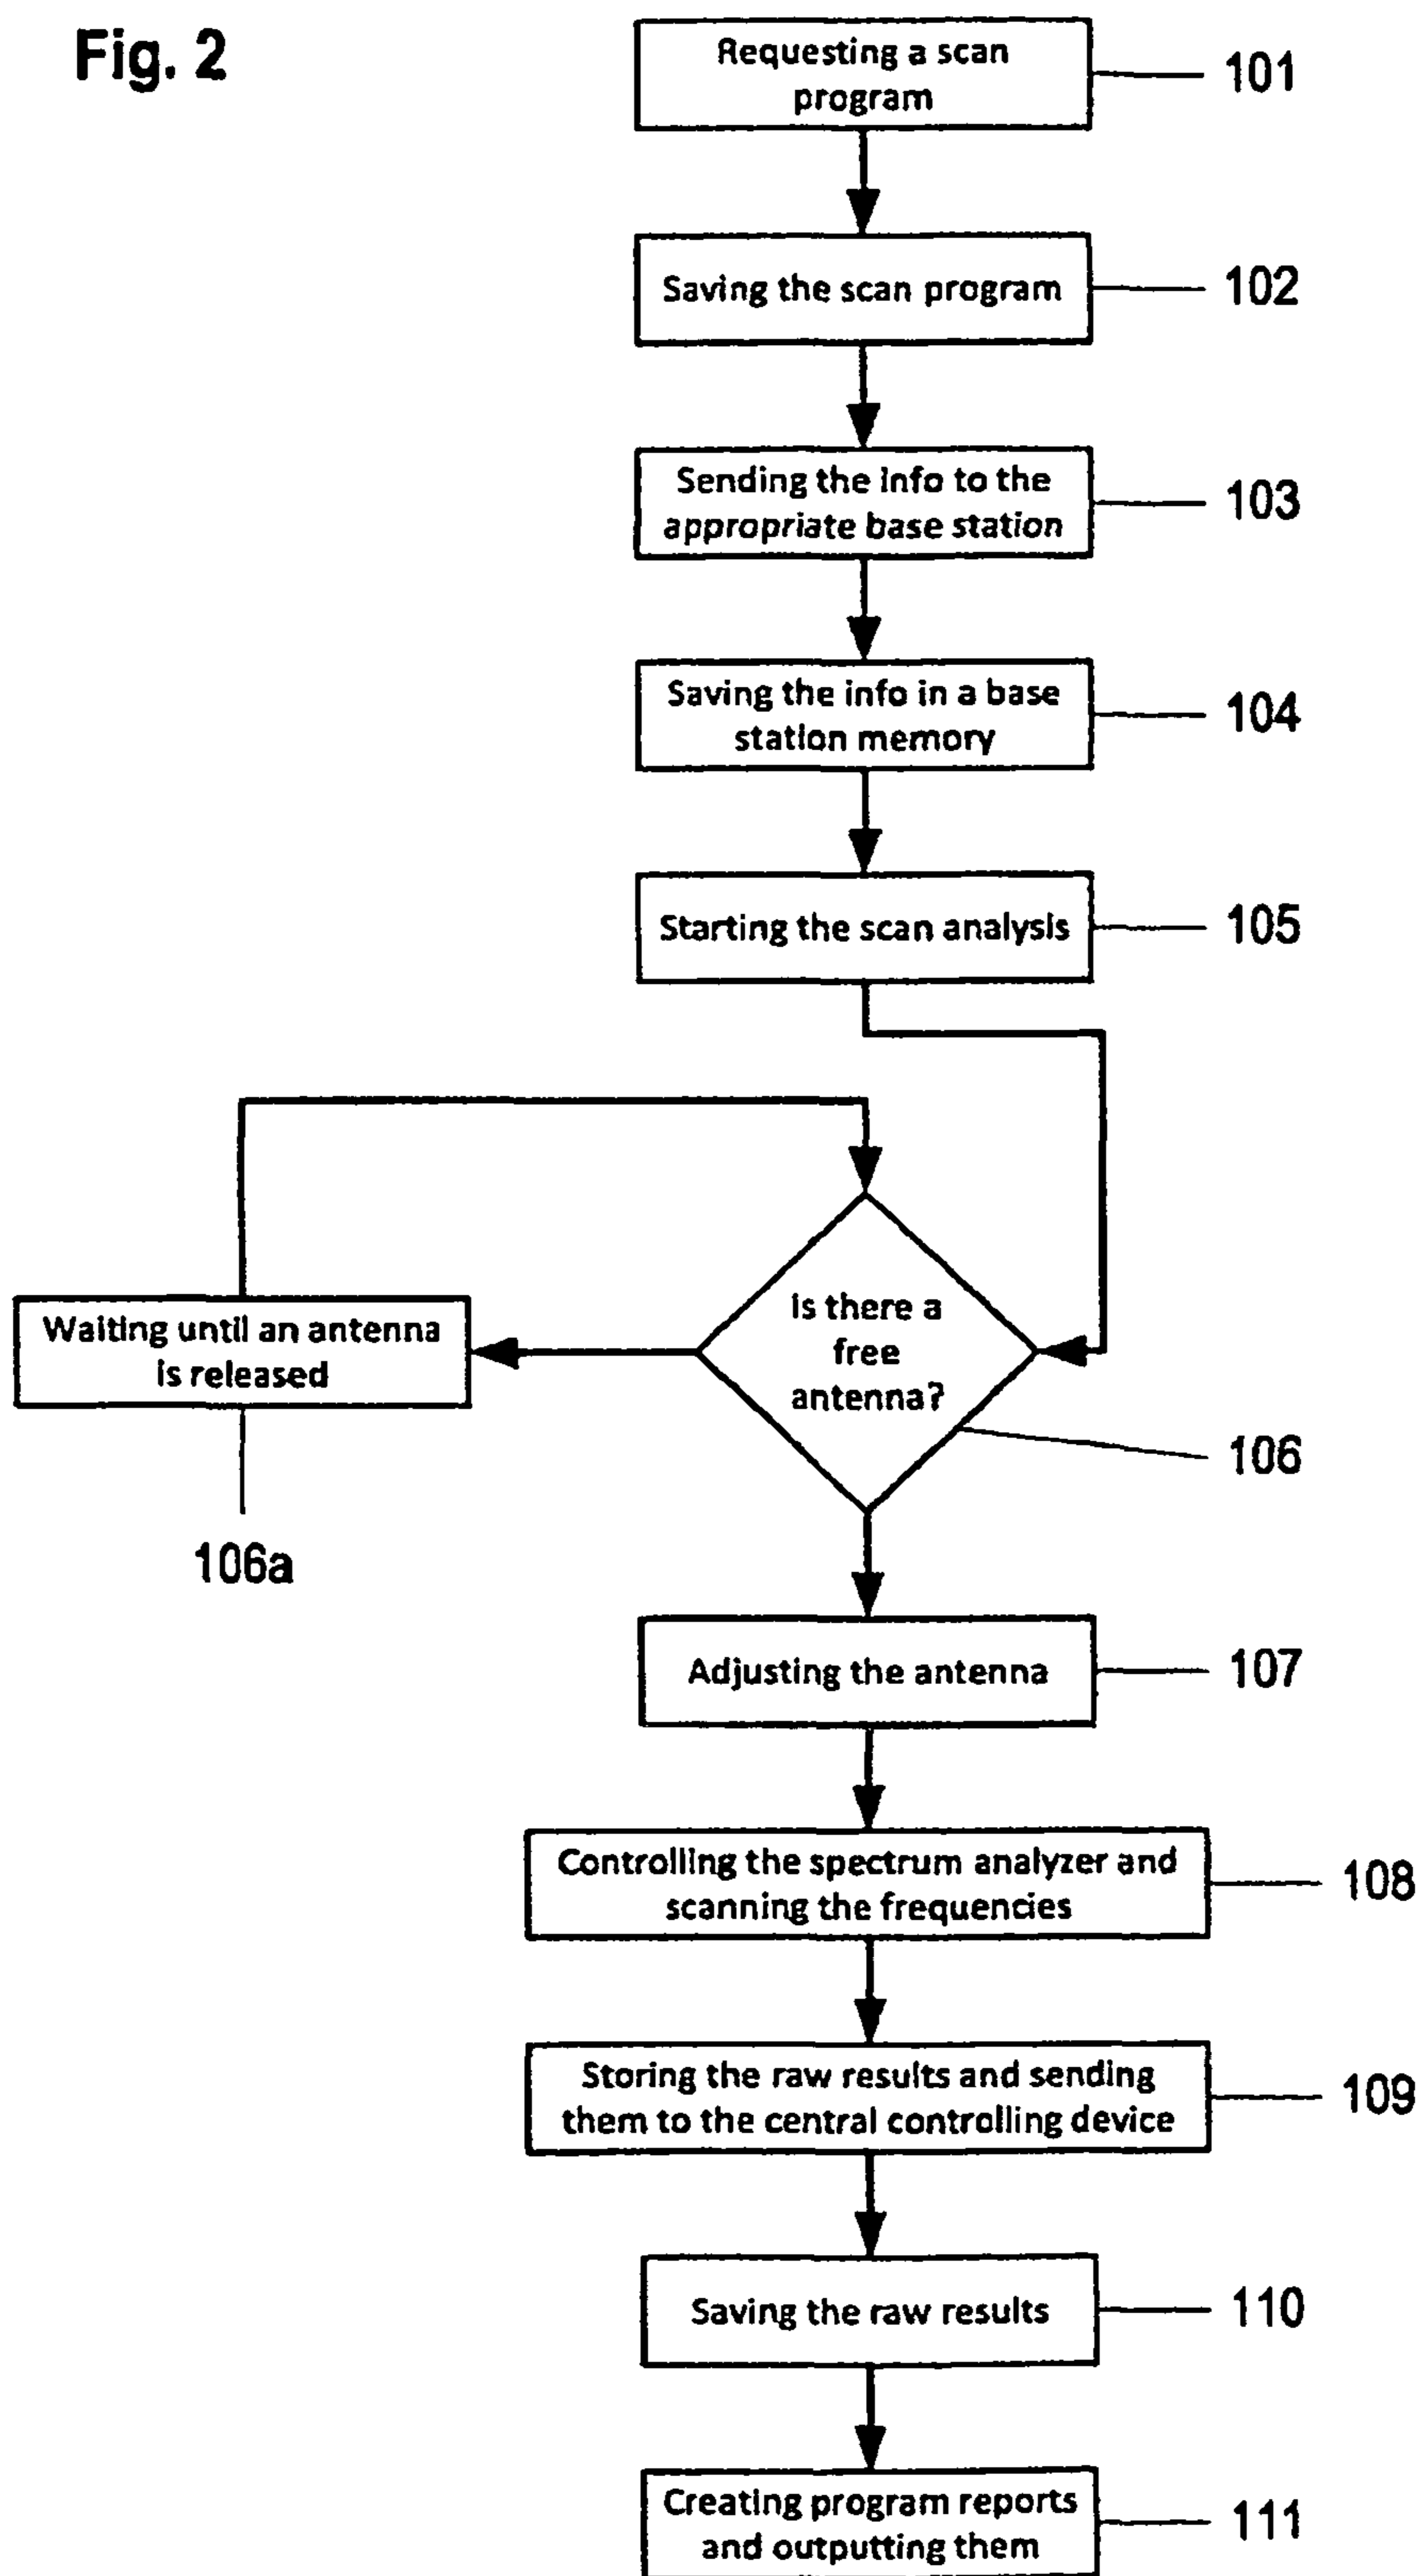 Fig. 2
Requesting a scan
program
101
Saving the scan program
102
Sending the info to the
appropriate base station
103
Saving the info in a base
station memory
104
Starting the scan analysis
105
Is there a
free
antenna?
106
Waiting until an antenna
is released
106a
Adjusting the antenna
107
Controlling the spectrum analyzer and
scanning the frequencies
108
Storing the raw results and sending
them to the central controlling device
109
Saving the raw results
110
Creating program reports
and outputting them
111